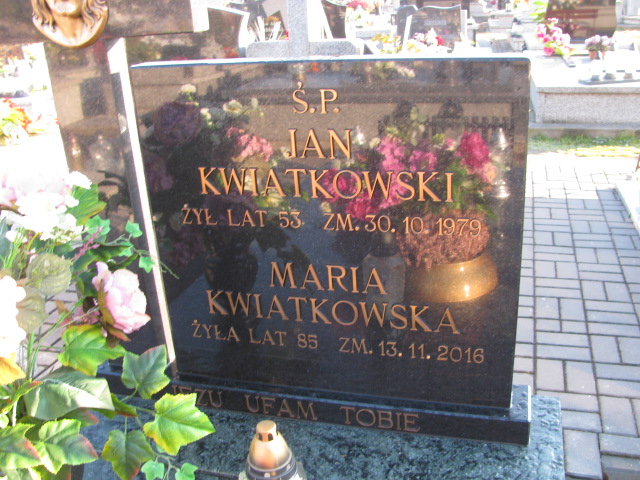 Ś.P.
JAN
KWIATKOWSKI
ŻYŁ LAT 53 ZM. 30. 10. 1979
MARIA
KWIATKOWSKA
ŻYŁA LAT 85 ZM. 13. 11. 2016
UFAM TOBIE